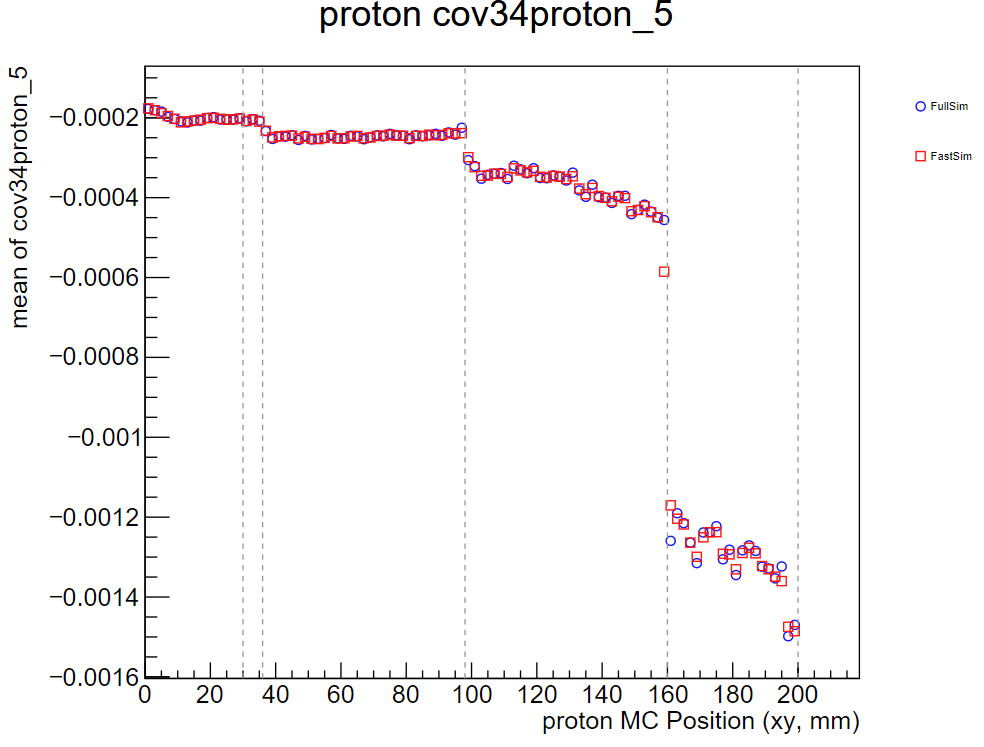 proton cov34proton_5
mean of cov34proton_5
−0.0002
−0.0004
−0.0006
−0.0008
−0.001
−0.0012
−0.0014
−0.0016
0 20 40 60 80 100 120 140 160 180 200
proton MC Position (xy, mm)
FullSim
FastSim